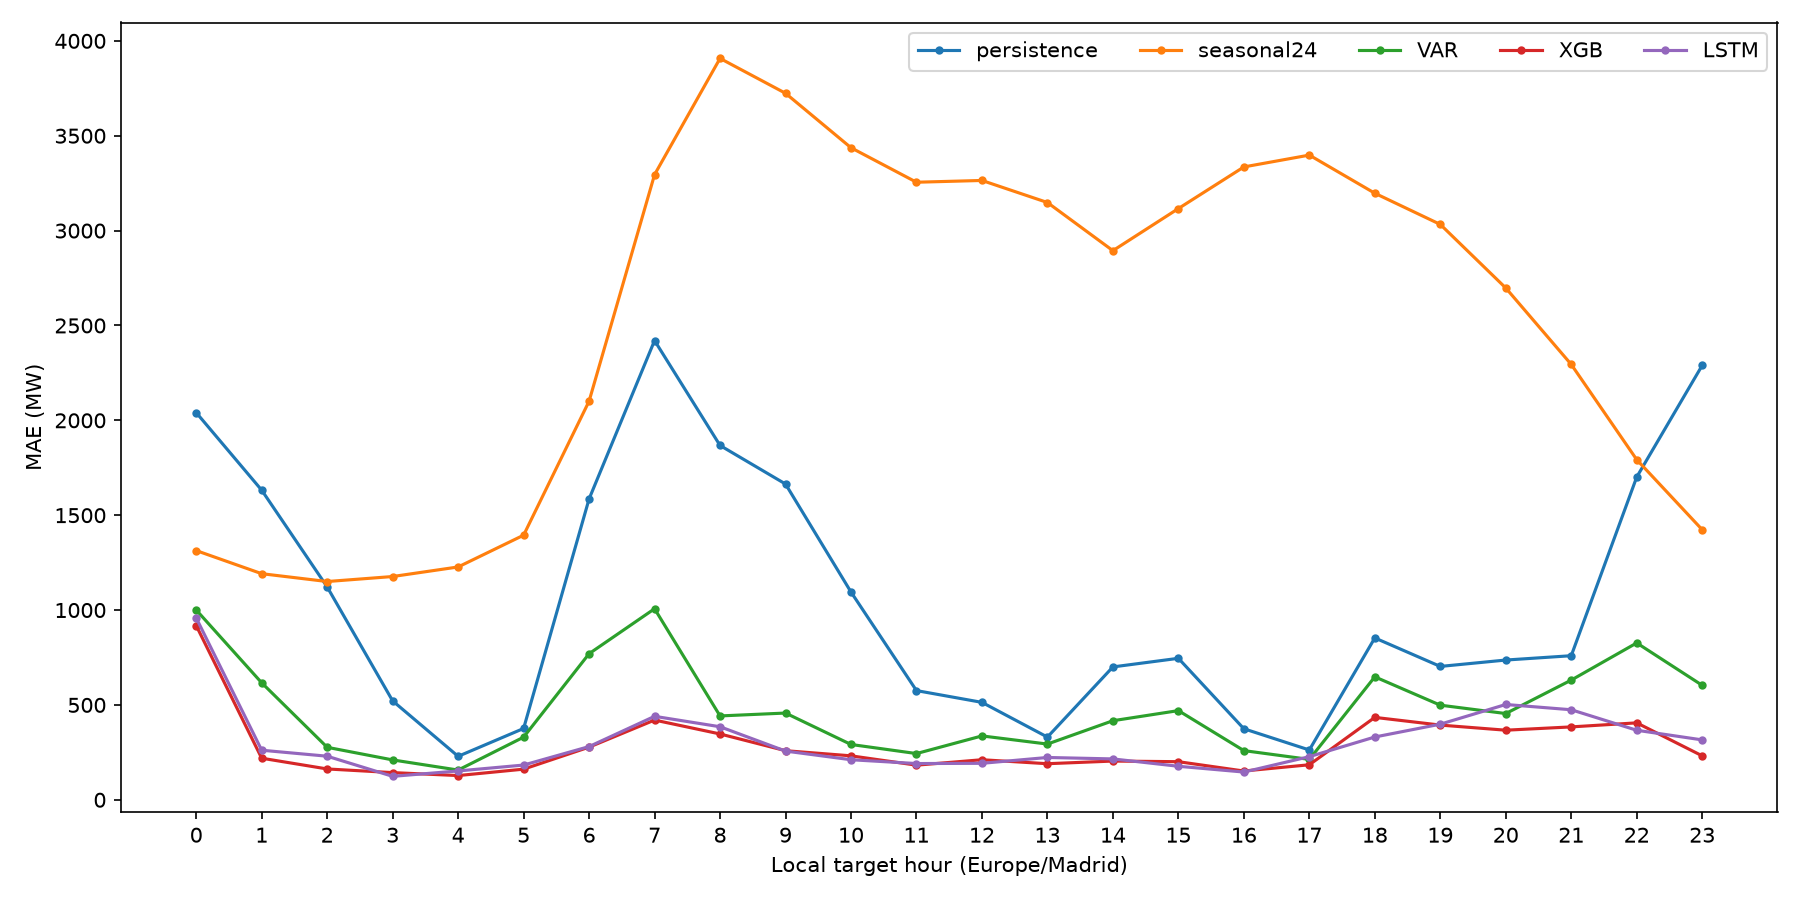 persistence seasonal24 VAR XGB LSTM
4000
3500
3000
2500
2000
1500
1000
500
0
MAE (MW)
0 1 2 3 4 5 6 7 8 9 10 11 12 13 14 15 16 17 18 19 20 21 22 23
Local target hour (Europe/Madrid)